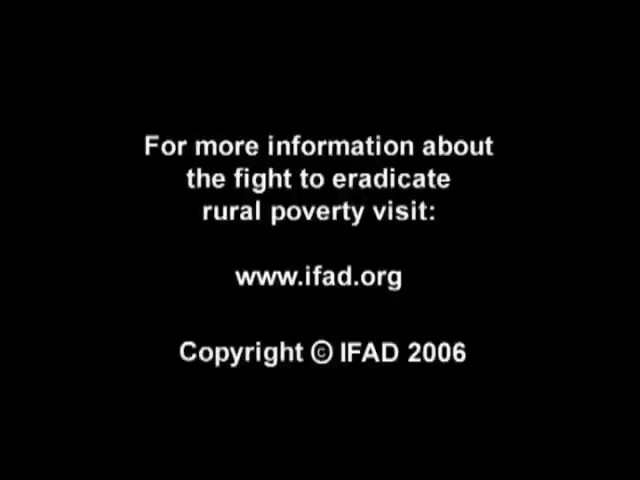 For more information about
the fight to eradicate
rural poverty visit:
www.ifad.org
Copyright © IFAD 2006